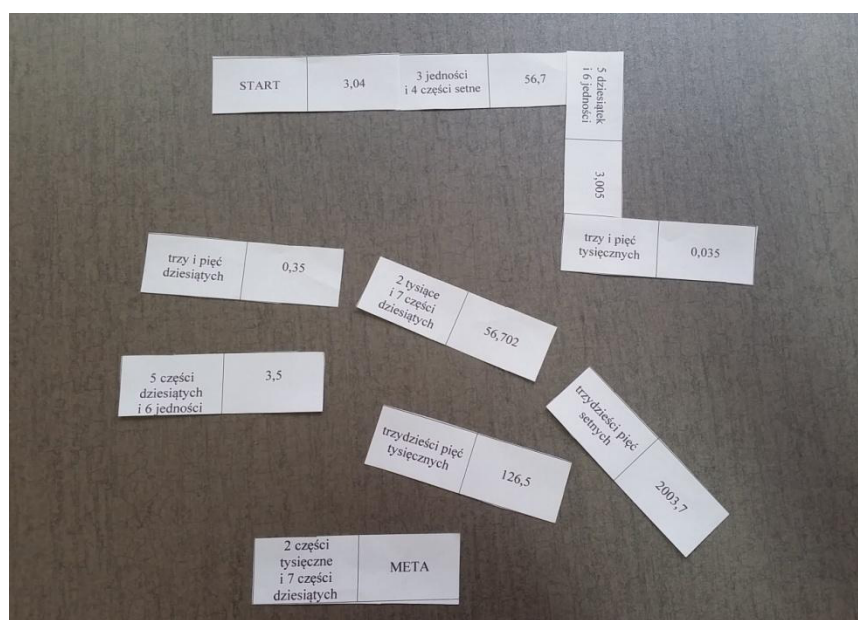 START
3,04
3 jedności
i 4 części setne
56,7
5 dziesiątek
i 6 jedności
3,005
trzy i pięć
tysięcznych
0,035
trzy i pięć
dziesiątych
0,35
2 tysiące
i 7 części
dziesiątych
56,702
5 części
dziesiątych
i 6 jedności
3,5
trzydzieści pięć
setnych
2003,7
trzydzieści pięć
tysięcznych
126,5
2 części
tysięczne
i 7 części
dziesiątych
META